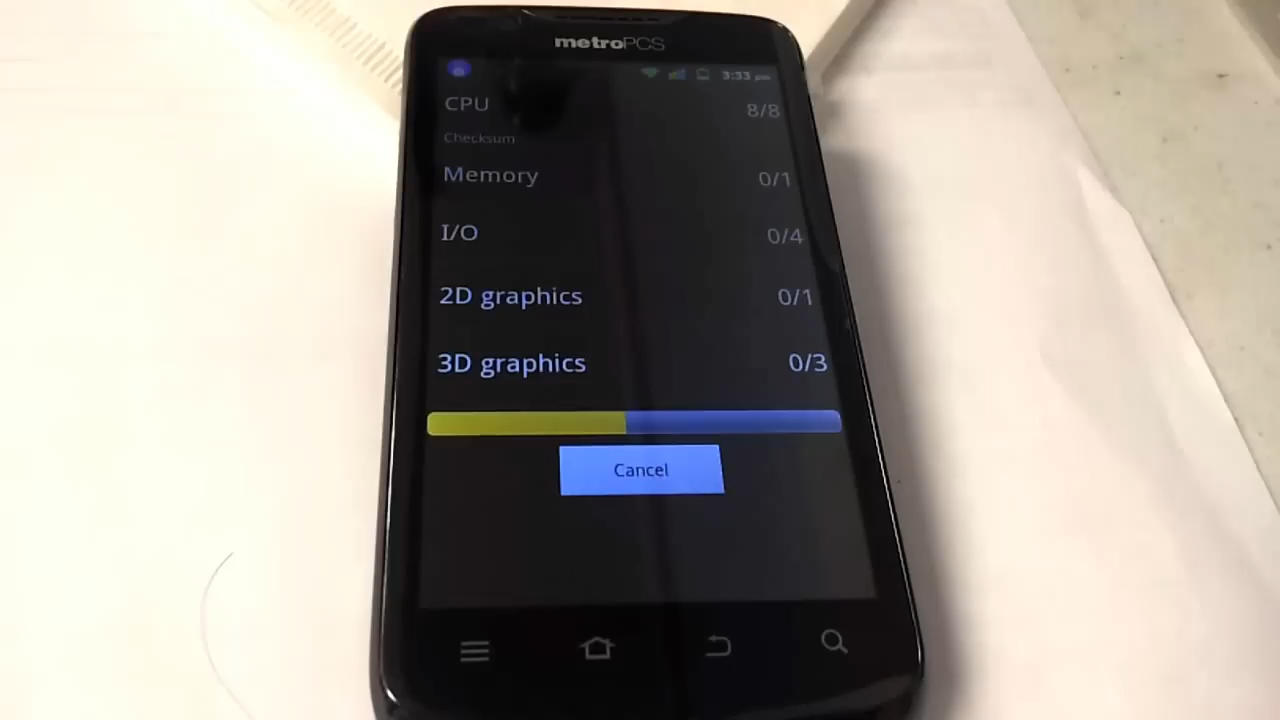 metroPCS
3:33 pm
CPU 8/8
Checksum
Memory 0/1
I/O 0/4
2D graphics 0/1
3D graphics 0/3
Cancel